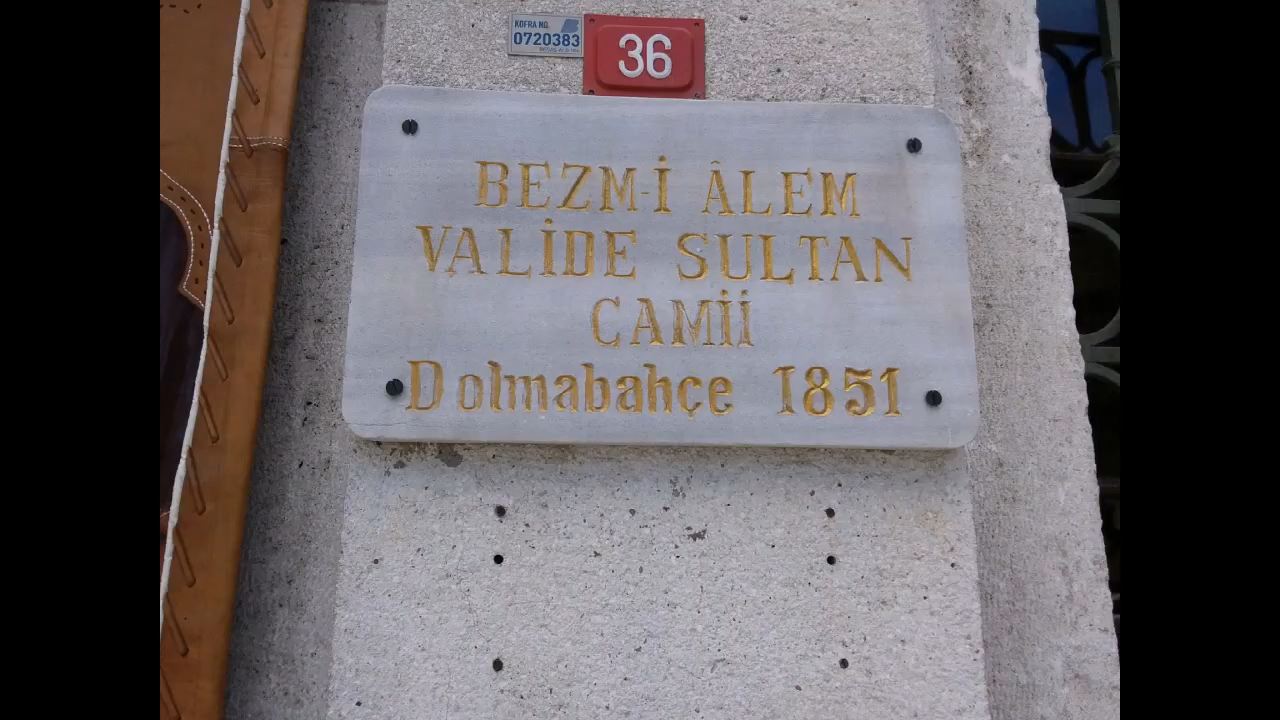 KOFRA NO.
0720383
36
BEZM-İ ÂLEM
VALİDE SULTAN
CAMİİ
Dolmabahçe 1851